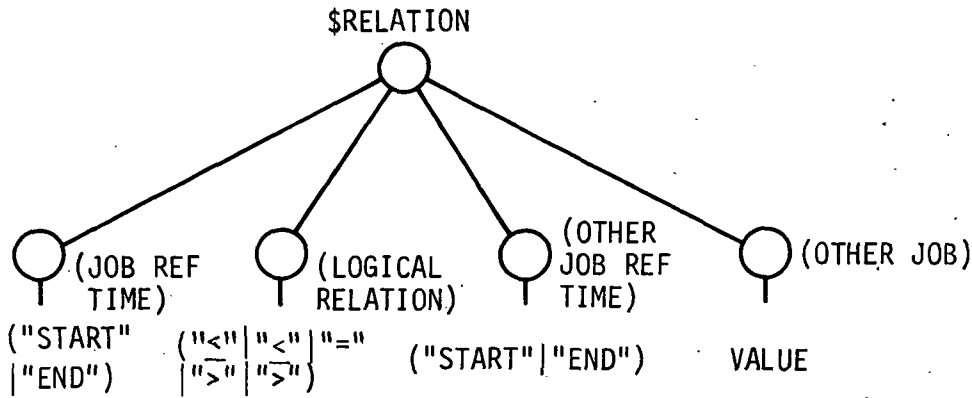 $RELATION
(JOB REF
TIME)
(LOGICAL
RELATION)
(OTHER
JOB REF
TIME)
(OTHER JOB)
("START"
|"END")
("<"|"<"|"="
|">"|">")
("START"|"END")
VALUE